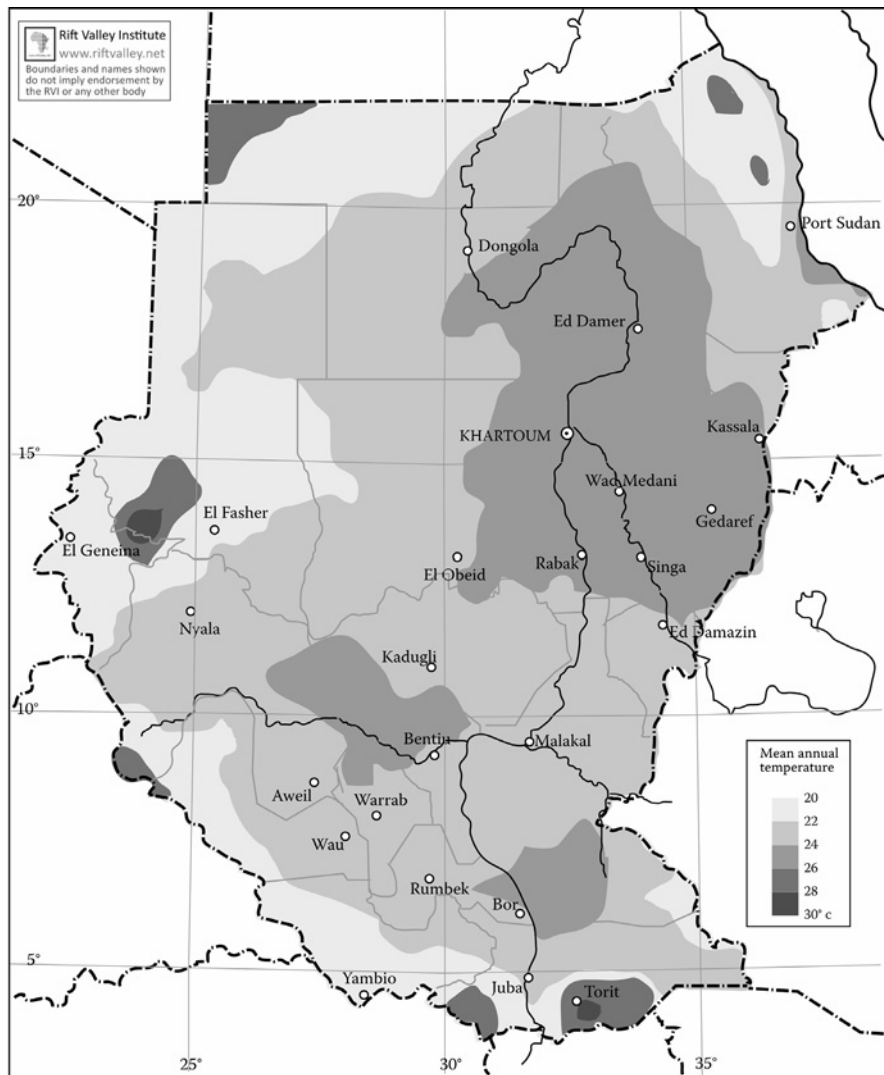 Rift Valley Institute
www.riftvalley.net
Boundaries and names shown
do not imply endorsement by
the RVI or any other body
20°
Port Sudan
Dongola
Ed Damer
KHARTOUM
Kassala
15°
Wad Medani
El Fasher
Gedaref
El Geneina
Rabak
Singa
El Obeid
Nyala
Ed Damazin
Kadugli
10°
Bentiu
Malakal
Mean annual
temperature
20
22
24
26
28
30° c
Aweil
Warrab
Wau
Rumbek
Bor
5°
Yambio
Juba
Torit
25°
30°
35°